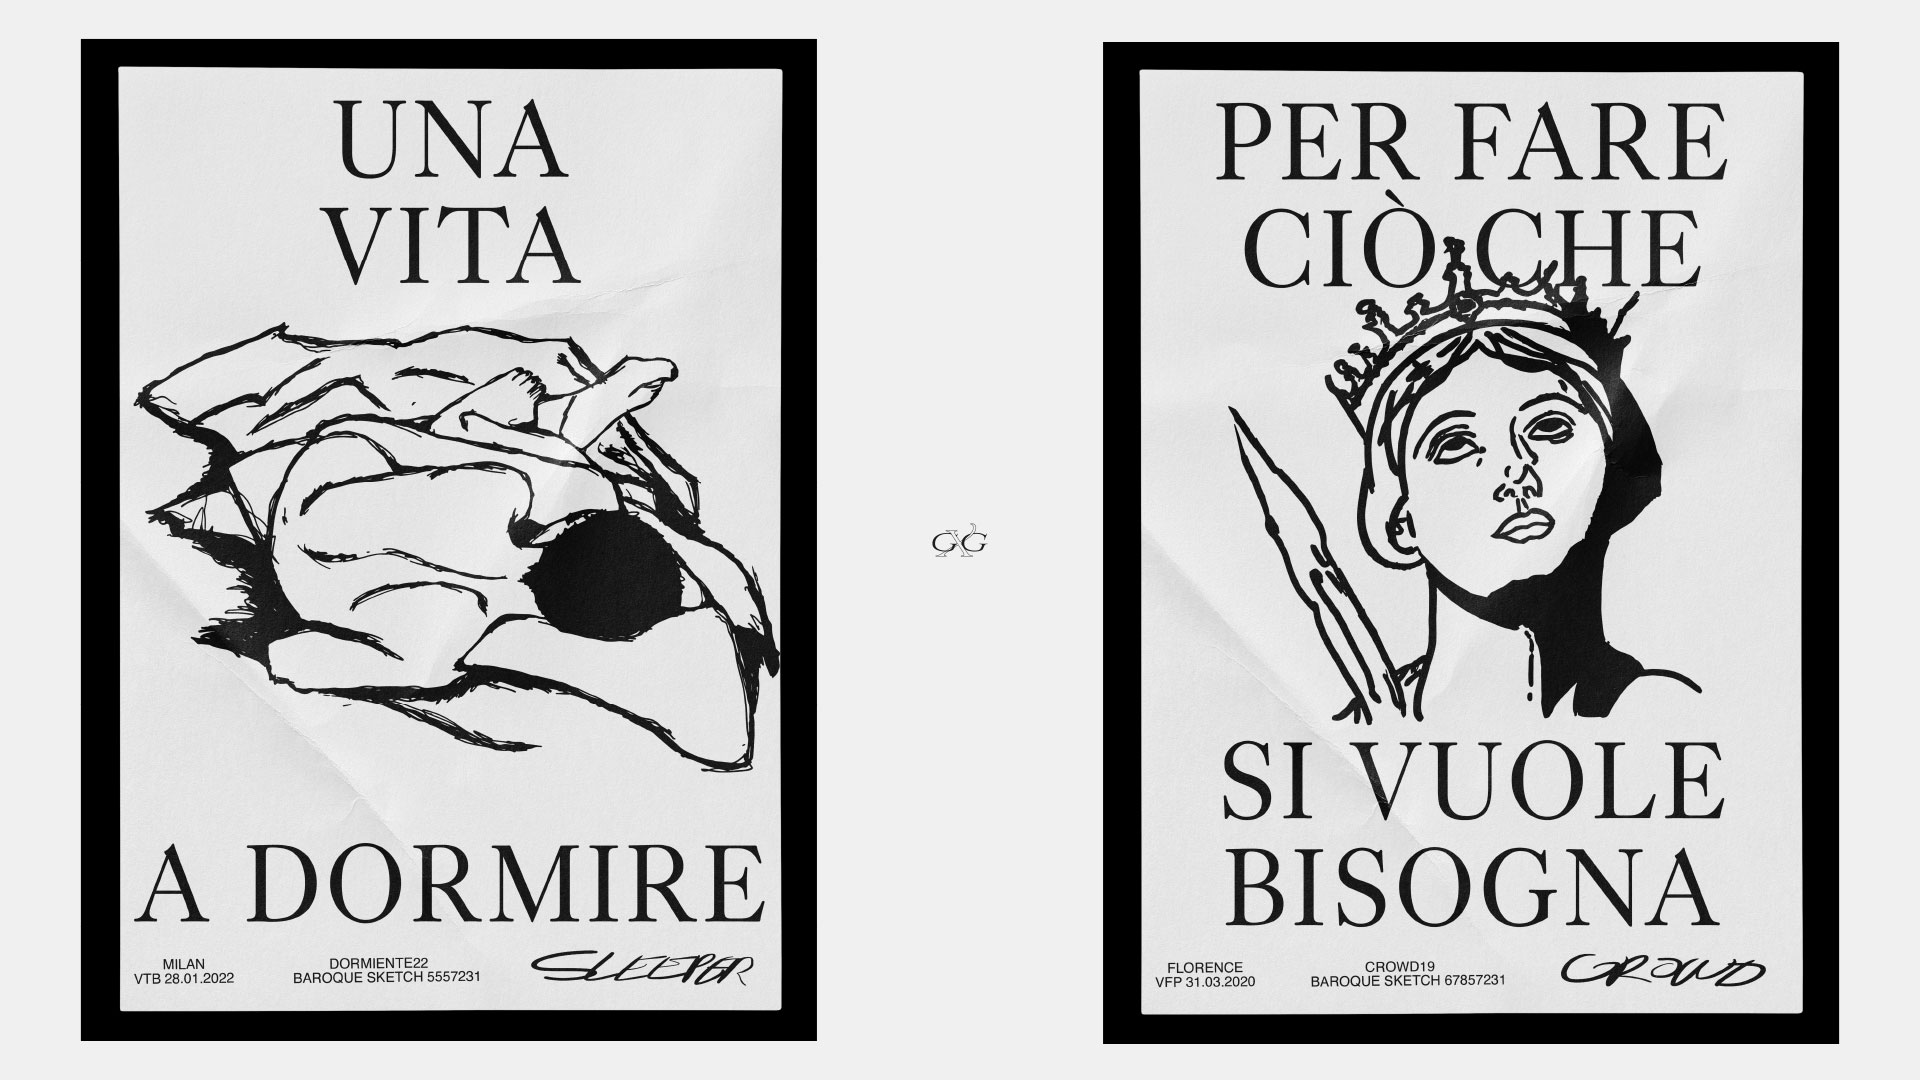 UNA
VITA
A DORMIRE
MILAN
VTB 28.01.2022
DORMIENTE22
BAROQUE SKETCH 5557231
SLEEPER
GXG
PER FARE
CIÒ CHE
SI VUOLE
BISOGNA
FLORENCE
VFP 31.03.2020
CROWD19
BAROQUE SKETCH 67857231
CROWD